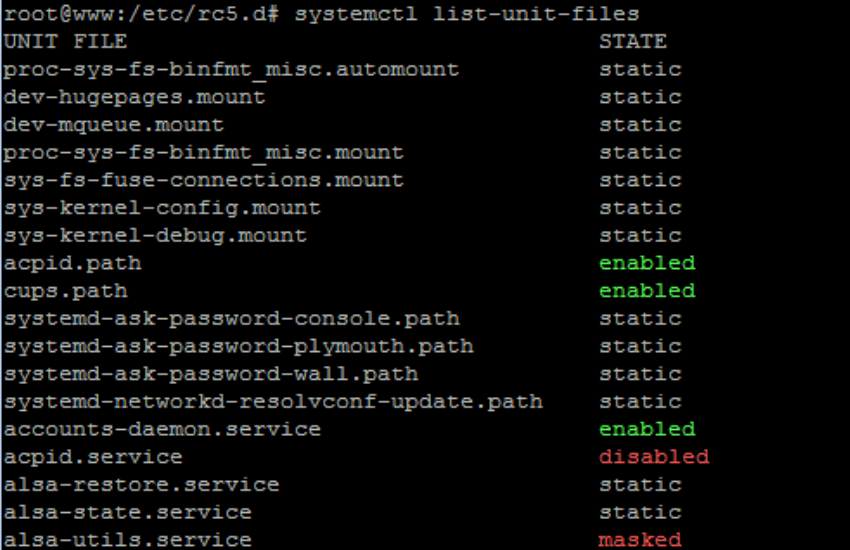 root@www:/etc/rc5.d# systemctl list-unit-files
UNIT FILE STATE
proc-sys-fs-binfmt_misc.automount static
dev-hugepages.mount static
dev-mqueue.mount static
proc-sys-fs-binfmt_misc.mount static
sys-fs-fuse-connections.mount static
sys-kernel-config.mount static
sys-kernel-debug.mount static
acpid.path enabled
cups.path enabled
systemd-ask-password-console.path static
systemd-ask-password-plymouth.path static
systemd-ask-password-wall.path static
systemd-networkd-resolvconf-update.path static
accounts-daemon.service enabled
acpid.service disabled
alsa-restore.service static
alsa-state.service static
alsa-utils.service masked